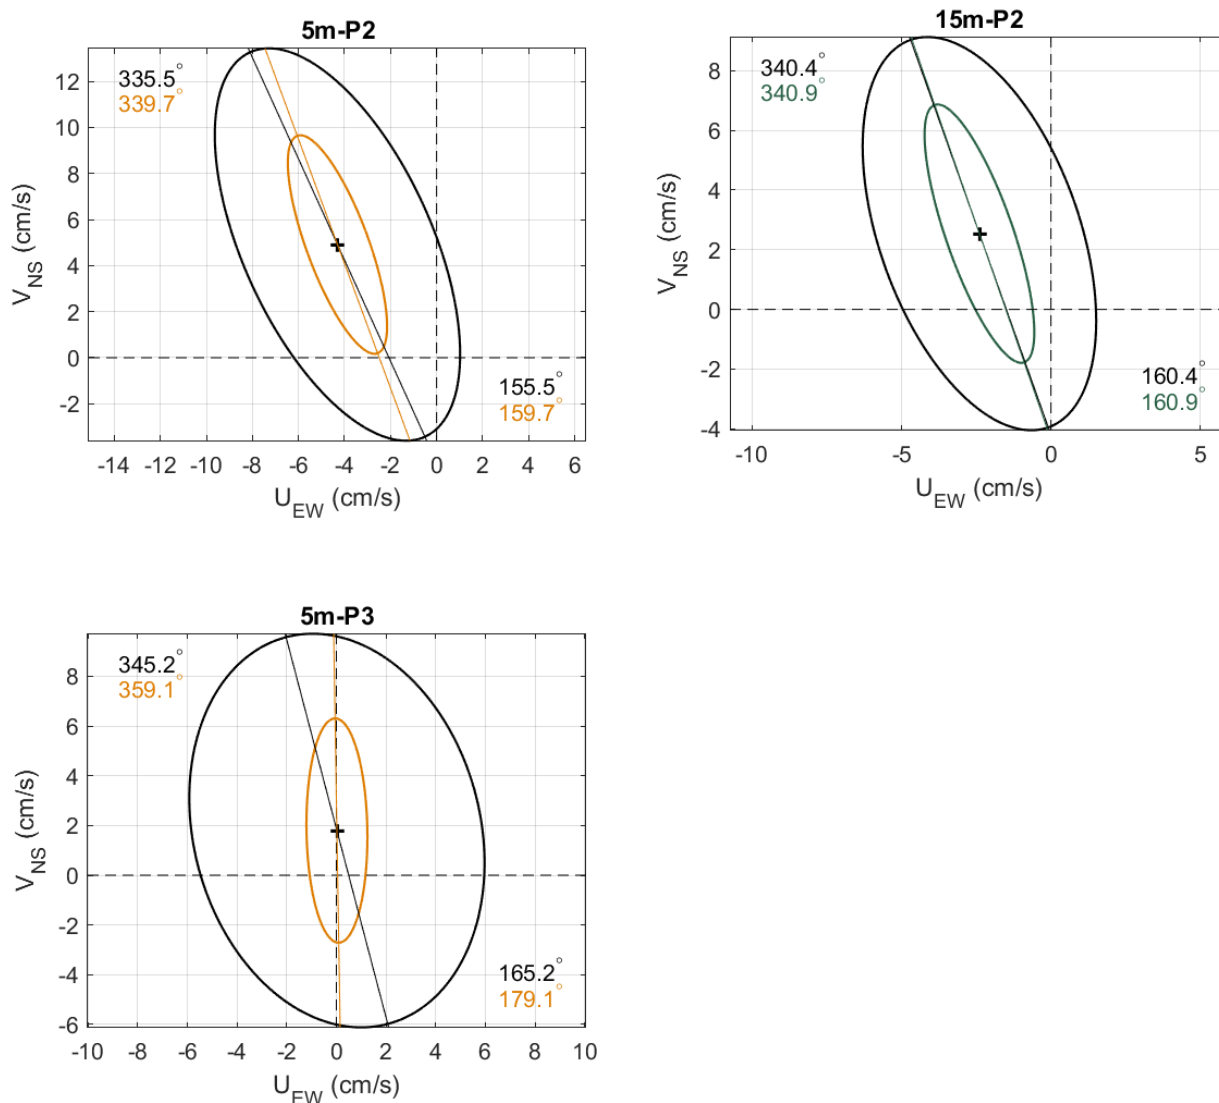 5m-P2
335.5°
339.7°
12
10
8
6
4
2
0
-2
V_NS (cm/s)
155.5°
159.7°
-14 -12 -10 -8 -6 -4 -2 0 2 4 6
U_EW (cm/s)
15m-P2
340.4°
340.9°
8
6
4
2
0
-2
-4
V_NS (cm/s)
160.4°
160.9°
-10 -5 0 5
U_EW (cm/s)
5m-P3
345.2°
359.1°
8
6
4
2
0
-2
-4
-6
V_NS (cm/s)
165.2°
179.1°
-10 -8 -6 -4 -2 0 2 4 6 8 10
U_EW (cm/s)